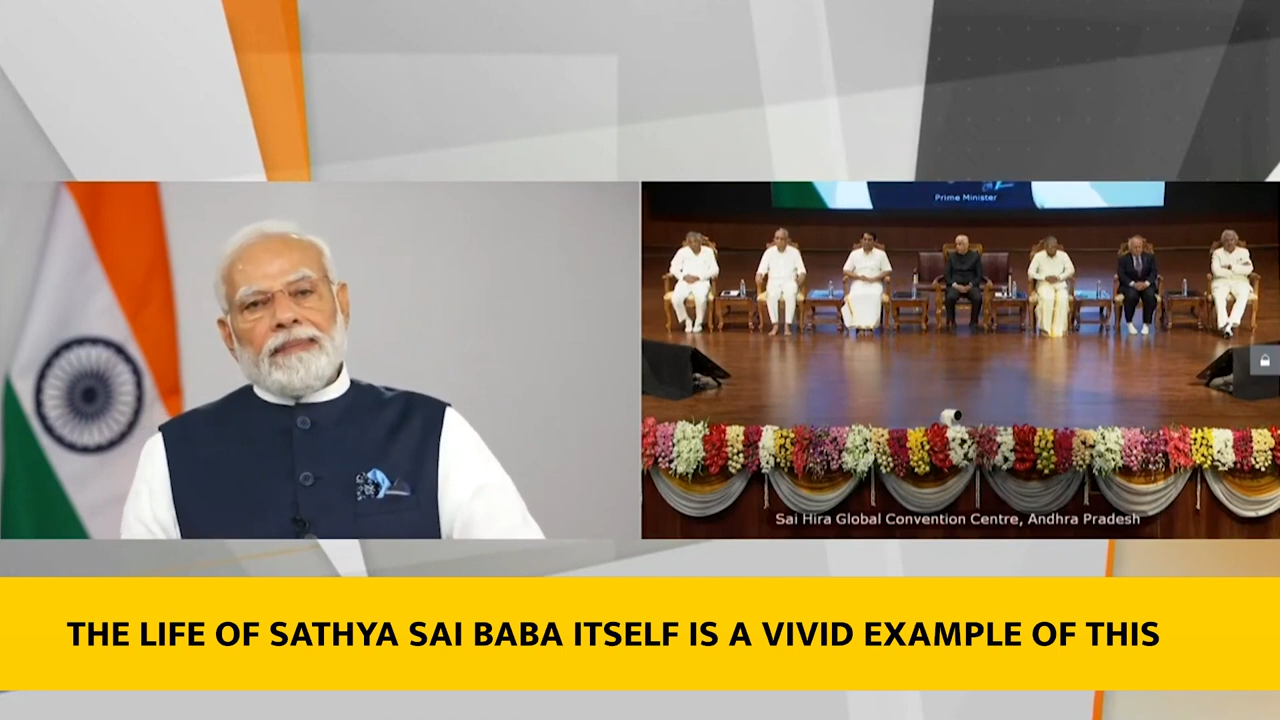 Prime Minister
Sai Hira Global Convention Centre, Andhra Pradesh
THE LIFE OF SATHYA SAI BABA ITSELF IS A VIVID EXAMPLE OF THIS